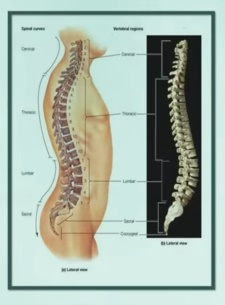 Spinal curves
Vertebral regions
Cervical
Cervical
Thoracic
Thoracic
Lumbar
Lumbar
Sacral
Sacral
Coccygeal
(b) Lateral view
(a) Lateral view